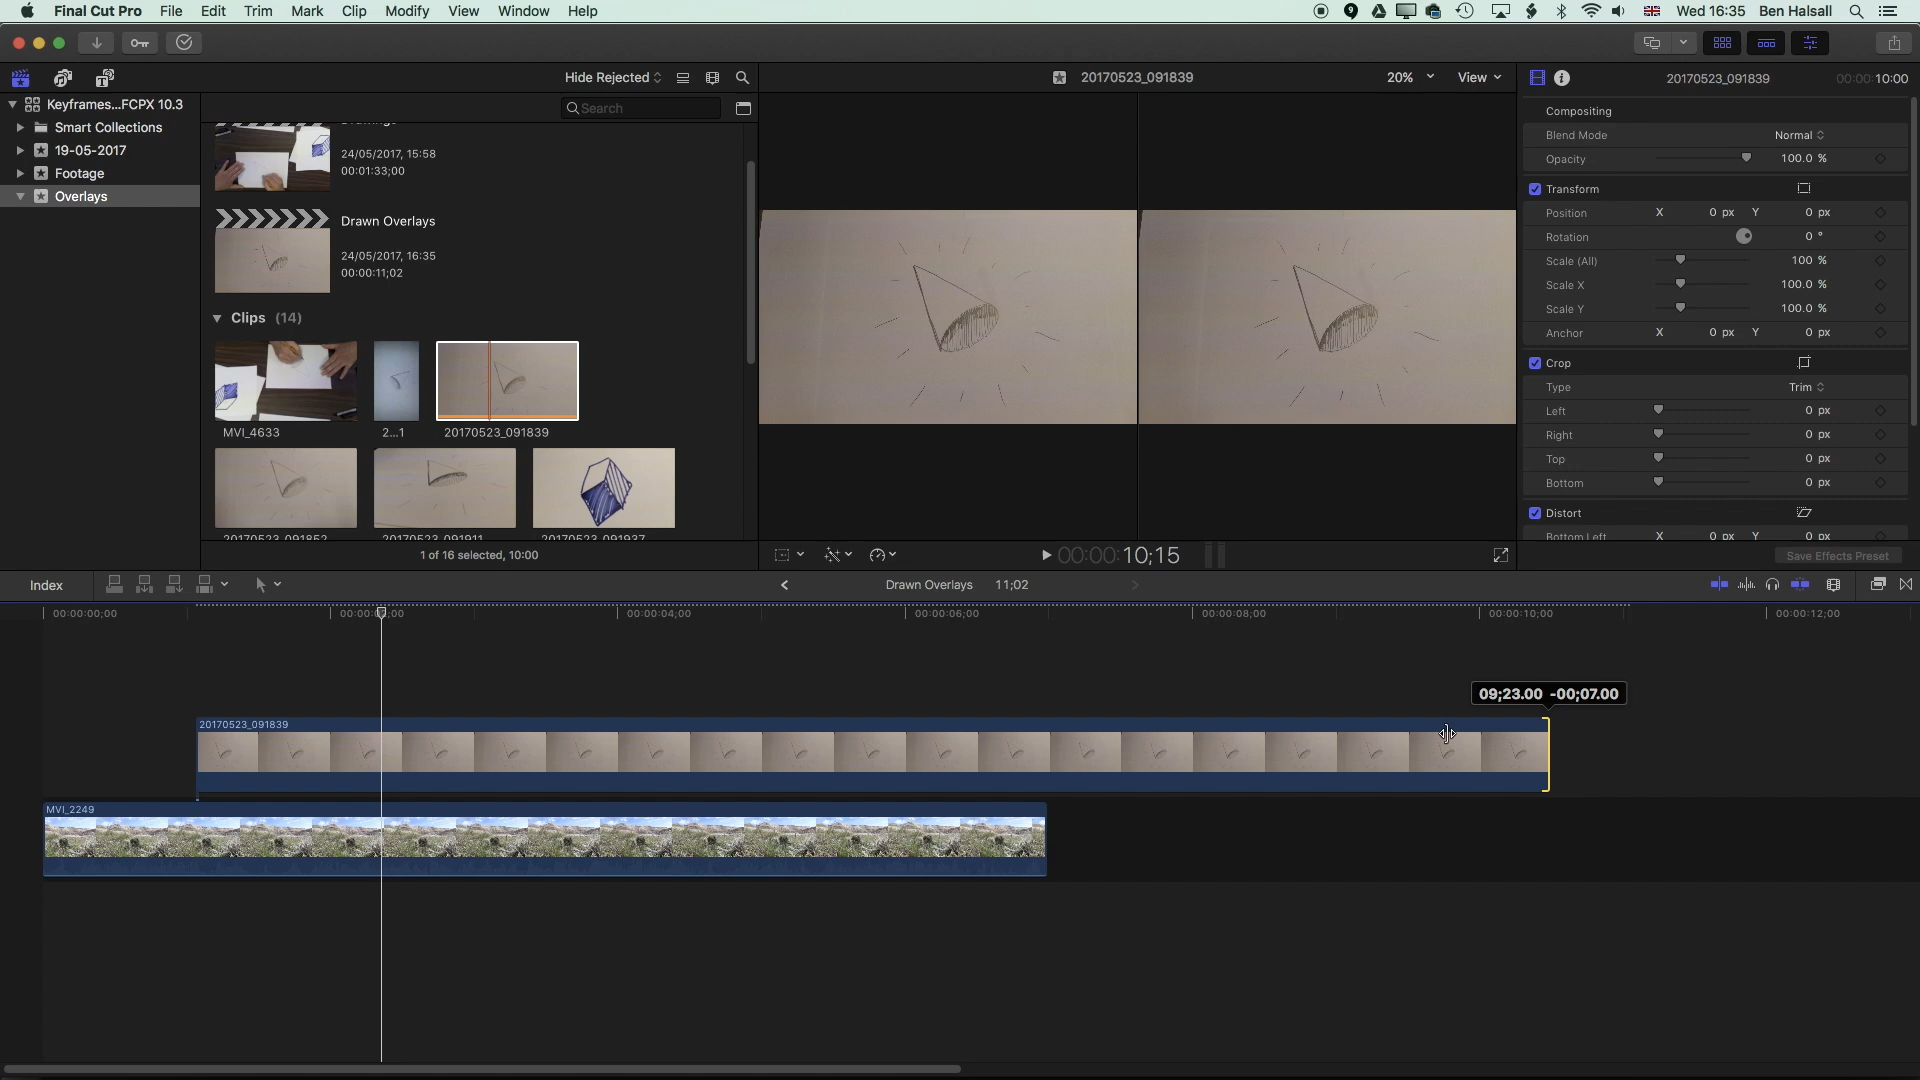 Final Cut Pro File Edit Trim Mark Clip Modify View Window Help
9
Wed 16:35 Ben Halsall
Hide Rejected
20170523_091839
20% View
20170523_091839 00:00:10:00
Keyframes...FCPX 10.3
Smart Collections
19-05-2017
Footage
Overlays
Search
24/05/2017, 15:58
00:01:33;00
Drawn Overlays
24/05/2017, 16:35
00:00:11;02
Clips (14)
MVI_4633
2...1
20170523_091839
20170523_091852
20170523_091911
20170523_091937
1 of 16 selected, 10:00
00:00:10;15
Compositing
Blend Mode Normal
Opacity 100.0 %
Transform
Position X 0 px Y 0 px
Rotation 0 °
Scale (All) 100 %
Scale X 100.0 %
Scale Y 100.0 %
Anchor X 0 px Y 0 px
Crop
Type Trim
Left 0 px
Right 0 px
Top 0 px
Bottom 0 px
Distort
Bottom Left X 0 px Y 0 px
Save Effects Preset
Index
Drawn Overlays 11;02
00:00:00;00
00:00:04;00
00:00:06;00
00:00:08;00
00:00:10;00
00:00:12;00
09;23.00 -00;07.00
20170523_091839
MVI_2249